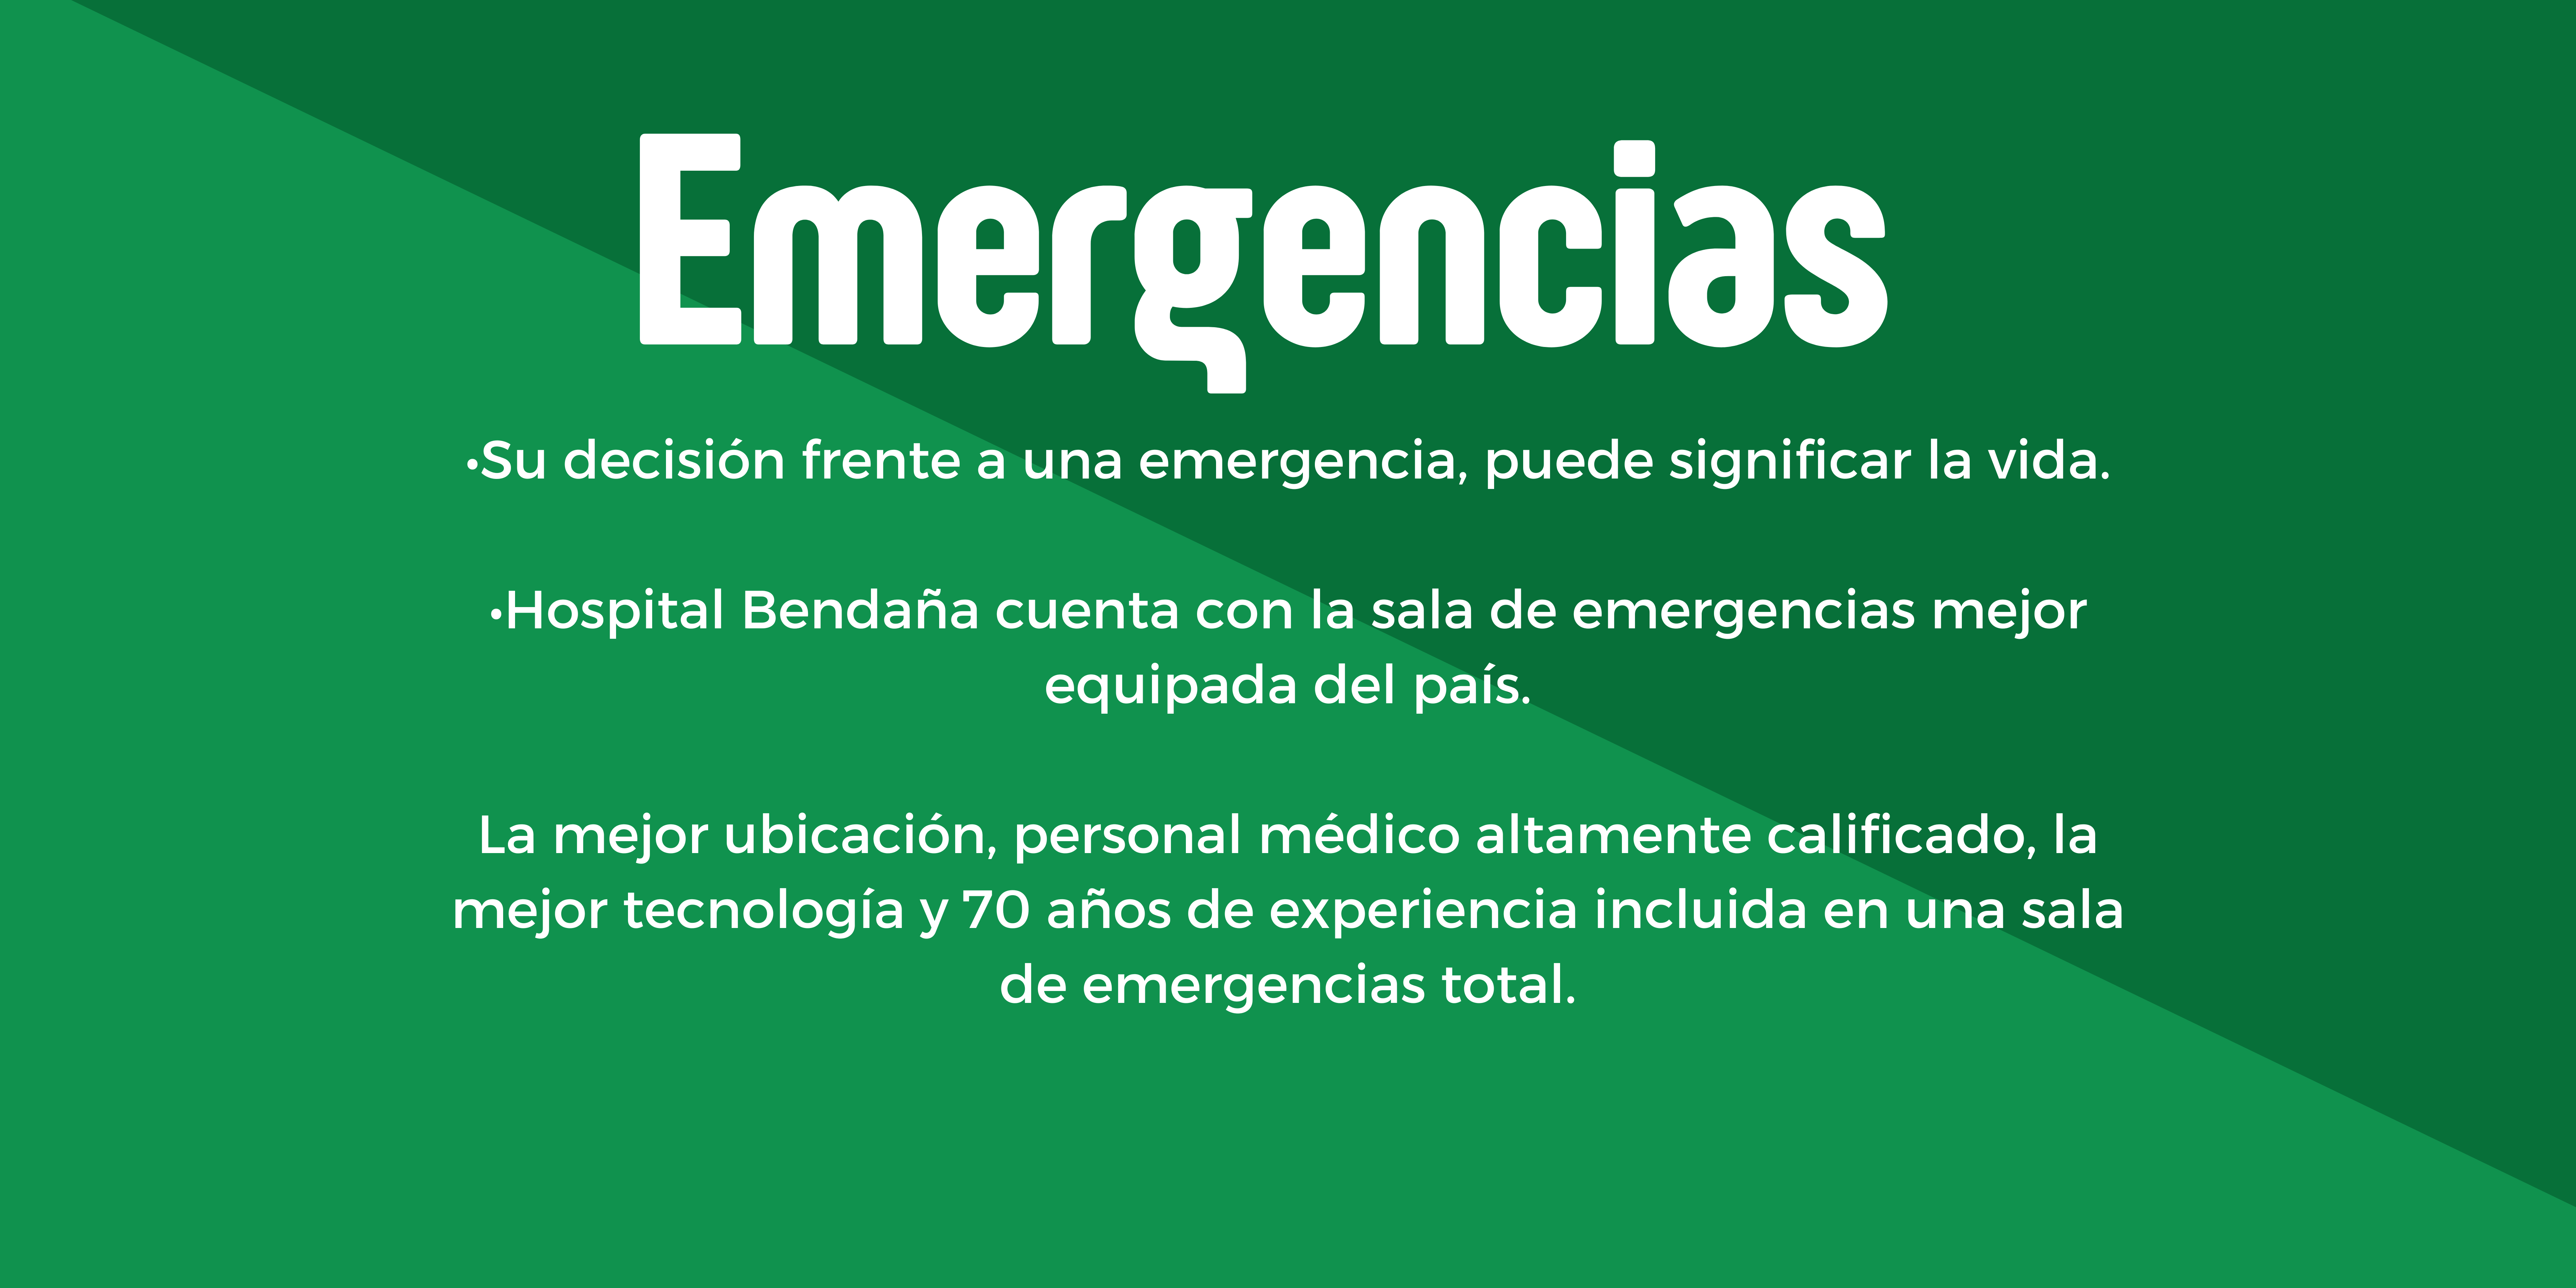 Emergencias
•Su decisión frente a una emergencia, puede significar la vida.
•Hospital Bendaña cuenta con la sala de emergencias mejor
equipada del país.
La mejor ubicación, personal médico altamente calificado, la
mejor tecnología y 70 años de experiencia incluida en una sala
de emergencias total.